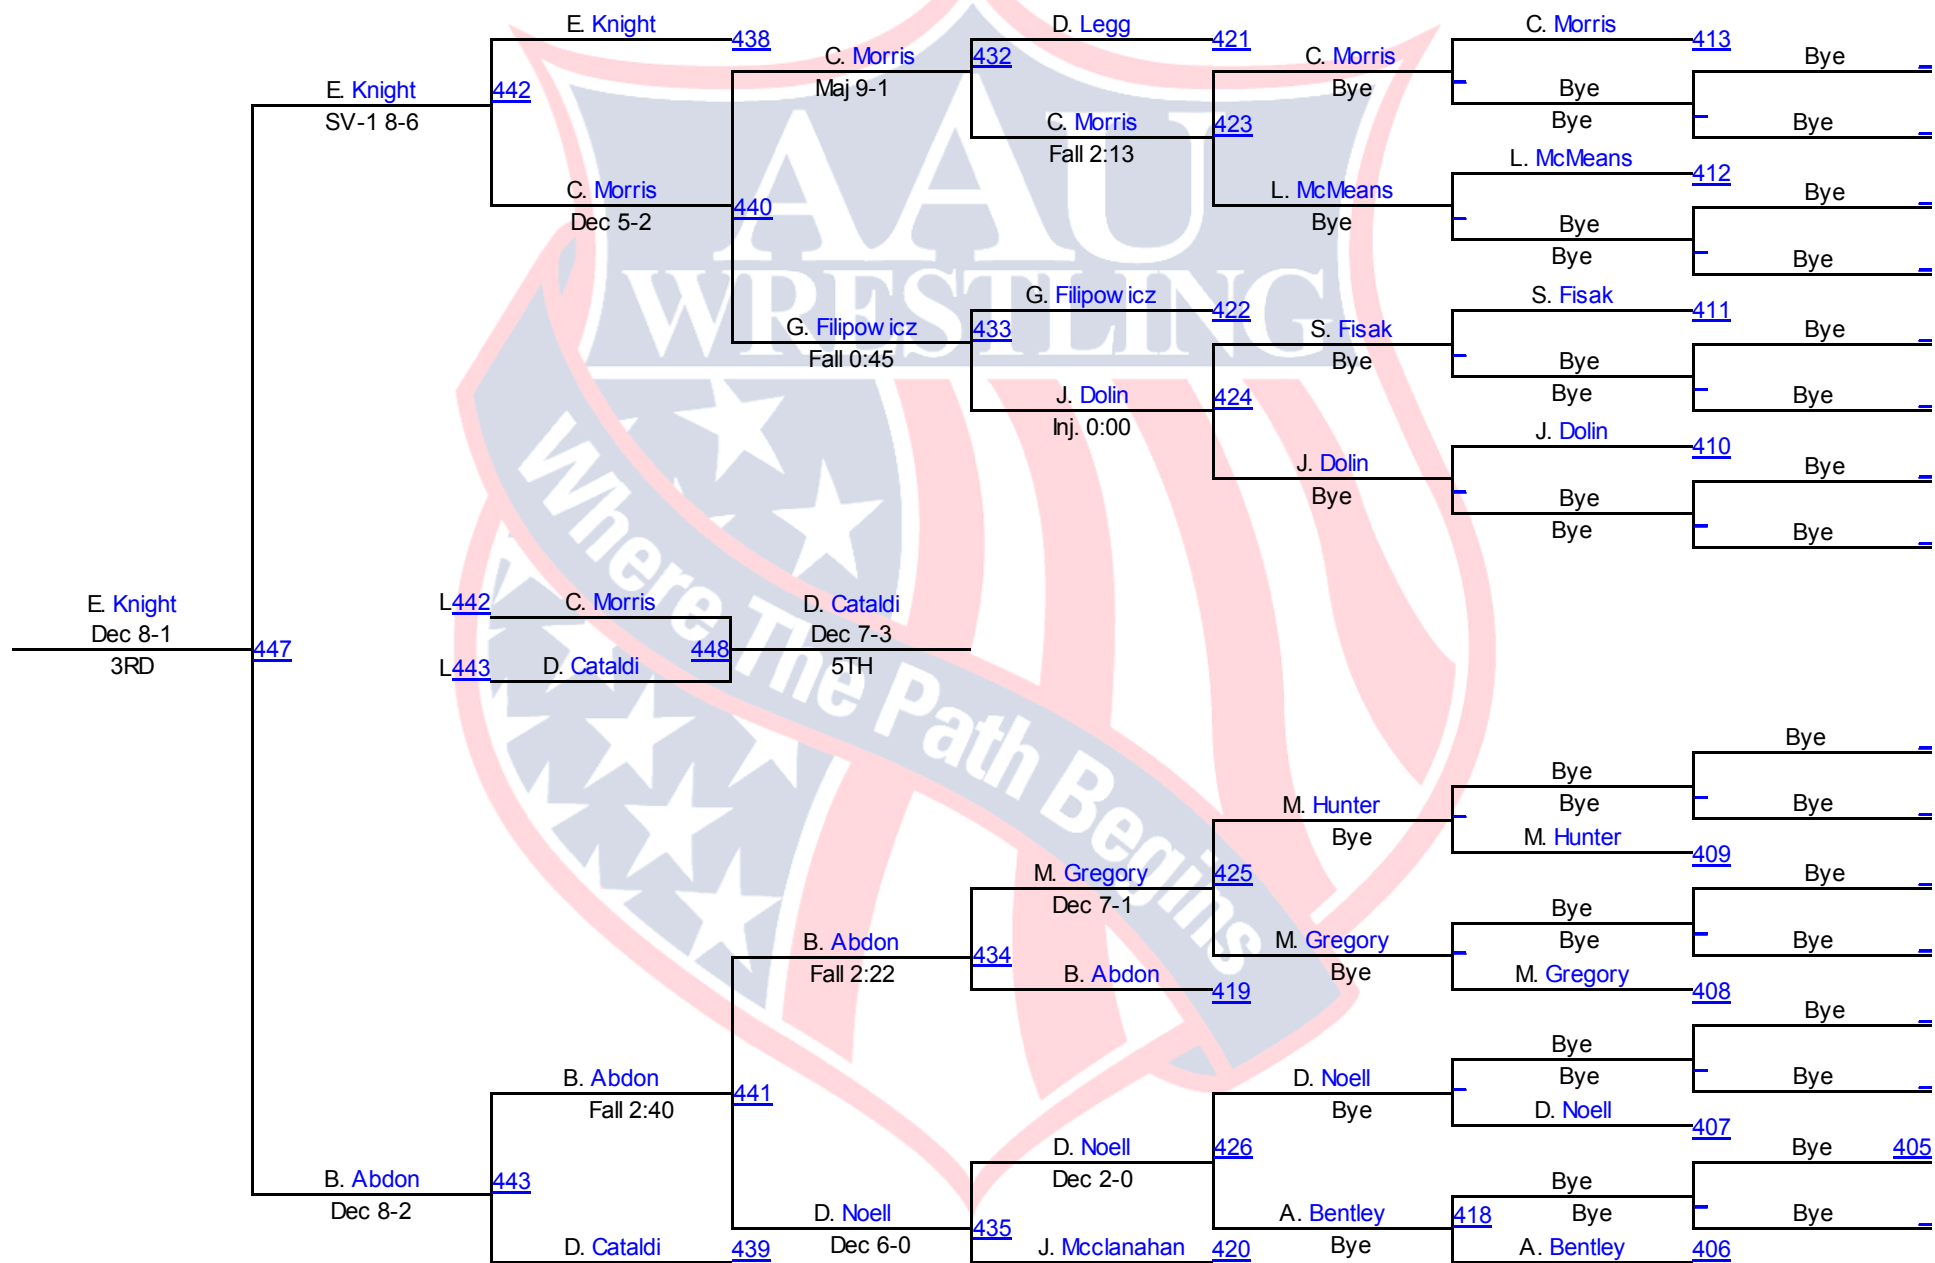 E. Knight
438
D. Legg
421
C. Morris
413
C. Morris
432
C. Morris
Bye
E. Knight
442
Maj 9-1
Bye
Bye
SV-1 8-6
C. Morris
423
Bye
Bye
Fall 2:13
L. McMeans
412
C. Morris
440
L. McMeans
Bye
Dec 5-2
Bye
Bye
Bye
Bye
AAU
WRESTLING
G. Filipowicz
422
S. Fisak
411
G. Filipowicz
433
S. Fisak
Bye
Fall 0:45
Bye
Bye
J. Dolin
424
Bye
Bye
Inj. 0:00
J. Dolin
410
J. Dolin
Bye
Bye
Bye
Bye
Bye
Where The Path Begins
E. Knight
L442
C. Morris
D. Cataldi
Dec 8-1
447
448
Dec 7-3
3RD
L443
D. Cataldi
5TH
Bye
Bye
M. Hunter
Bye
Bye
Bye
M. Hunter
409
M. Gregory
425
Bye
Dec 7-1
Bye
B. Abdon
434
M. Gregory
Bye
Bye
Fall 2:22
B. Abdon
419
Bye
M. Gregory
408
Bye
Bye
B. Abdon
441
D. Noell
Bye
Bye
Fall 2:40
Bye
D. Noell
407
D. Noell
426
Bye
405
B. Abdon
443
Dec 2-0
Bye
Dec 8-2
D. Noell
435
A. Bentley
418
Bye
Bye
D. Cataldi
439
Dec 6-0
J. Mcclanahan
420
Bye
A. Bentley
406